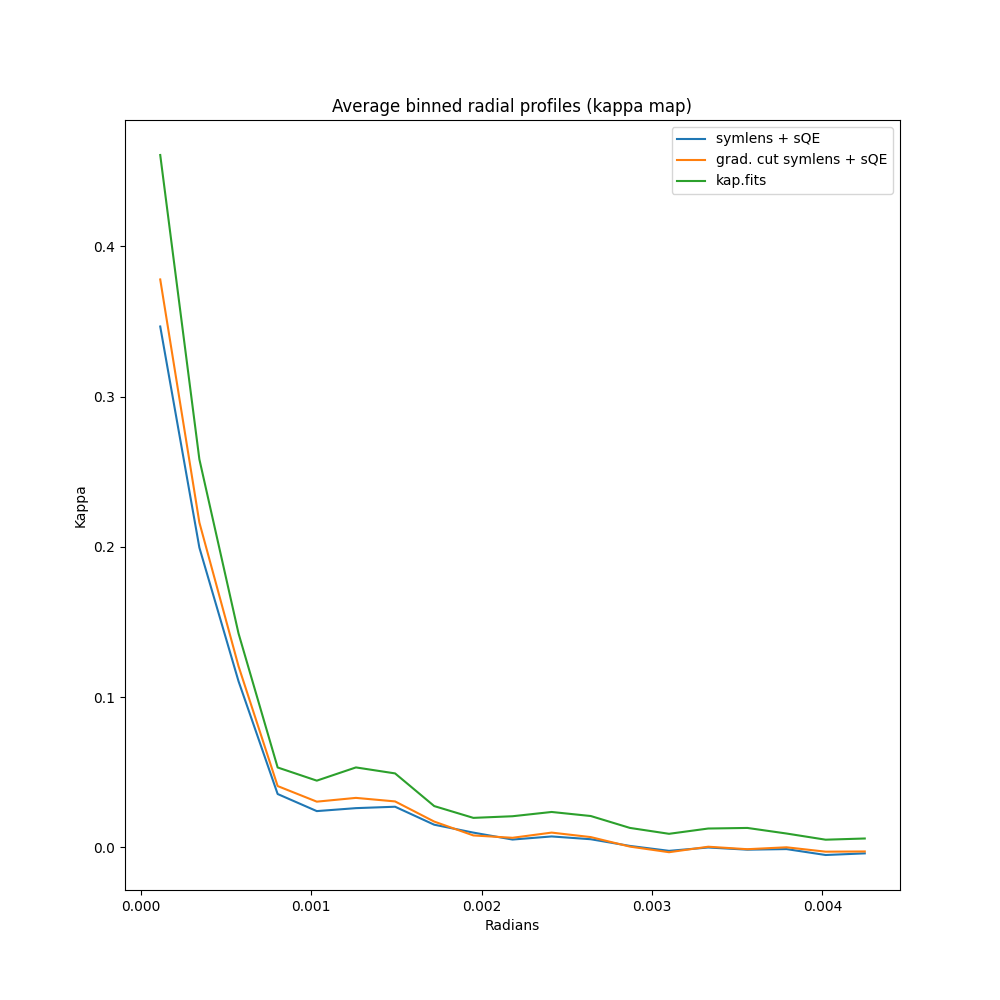 Average binned radial profiles (kappa map)
symlens + sQE
grad. cut symlens + sQE
kap.fits
0.4
0.3
0.2
0.1
0.0
Kappa
0.000
0.001
0.002
0.003
0.004
Radians